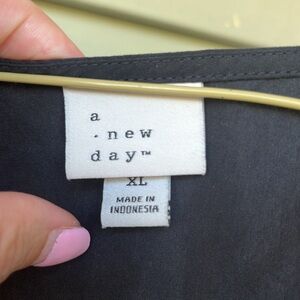 a
· new
day™
XL
MADE IN
INDONESIA